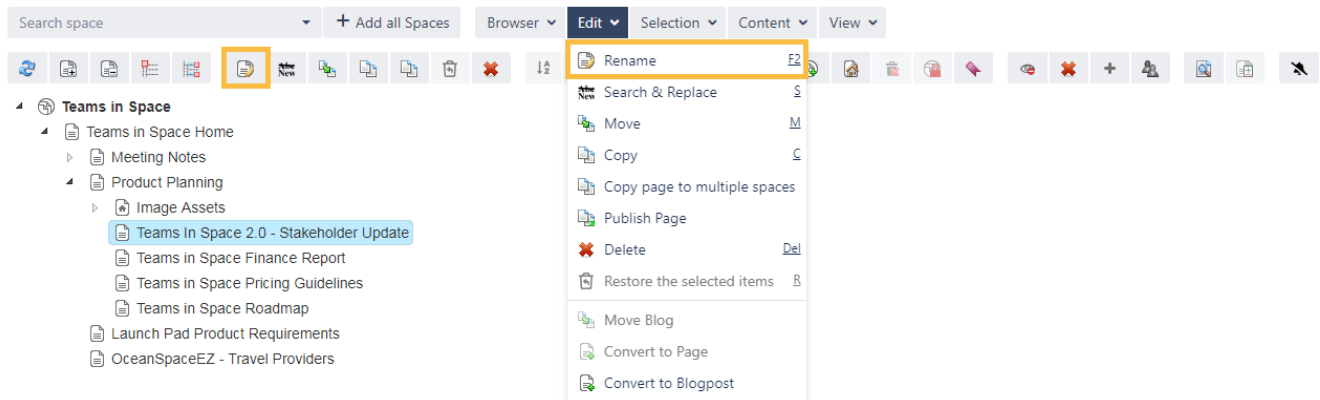 Search space
+ Add all Spaces
Browser
Edit
Selection
Content
View
Abc
New
A
Z
Teams in Space
Teams in Space Home
Meeting Notes
Product Planning
Image Assets
Teams In Space 2.0 - Stakeholder Update
Teams in Space Finance Report
Teams in Space Pricing Guidelines
Teams in Space Roadmap
Launch Pad Product Requirements
OceanSpaceEZ - Travel Providers
Rename F2
Search & Replace S
Move M
Copy C
Copy page to multiple spaces
Publish Page
Delete Del
Restore the selected items R
Move Blog
Convert to Page
Convert to Blogpost